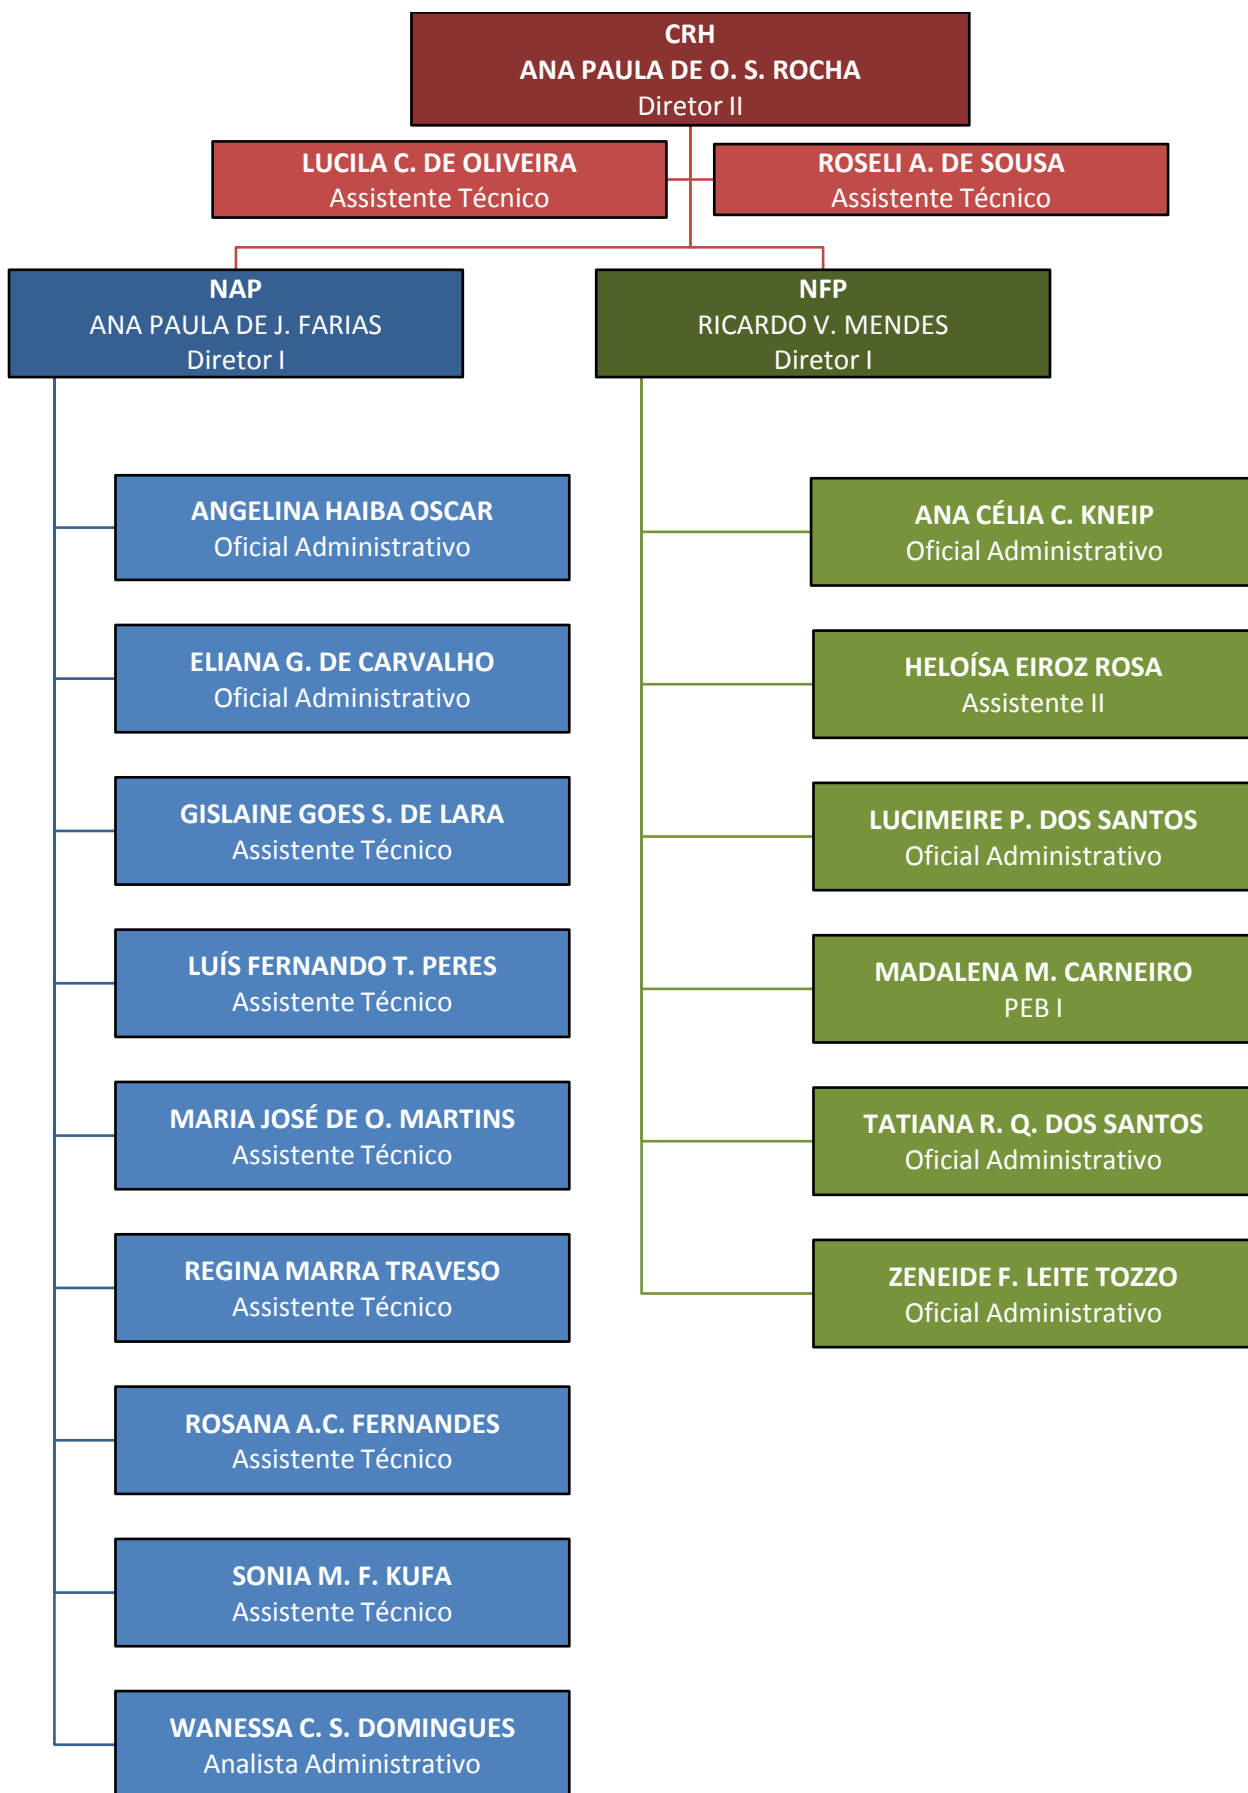 CRH
ANA PAULA DE O. S. ROCHA
Diretor II
LUCILA C. DE OLIVEIRA
Assistente Técnico
ROSELI A. DE SOUSA
Assistente Técnico
NAP
ANA PAULA DE J. FARIAS
Diretor I
NFP
RICARDO V. MENDES
Diretor I
ANGELINA HAIBA OSCAR
Oficial Administrativo
ELIANA G. DE CARVALHO
Oficial Administrativo
GISLAINE GOES S. DE LARA
Assistente Técnico
LUÍS FERNANDO T. PERES
Assistente Técnico
MARIA JOSÉ DE O. MARTINS
Assistente Técnico
REGINA MARRA TRAVESO
Assistente Técnico
ROSANA A.C. FERNANDES
Assistente Técnico
SONIA M. F. KUFA
Assistente Técnico
WANESSA C. S. DOMINGUES
Analista Administrativo
ANA CÉLIA C. KNEIP
Oficial Administrativo
HELOÍSA EIROZ ROSA
Assistente II
LUCIMEIRE P. DOS SANTOS
Oficial Administrativo
MADALENA M. CARNEIRO
PEB I
TATIANA R. Q. DOS SANTOS
Oficial Administrativo
ZENEIDE F. LEITE TOZZO
Oficial Administrativo